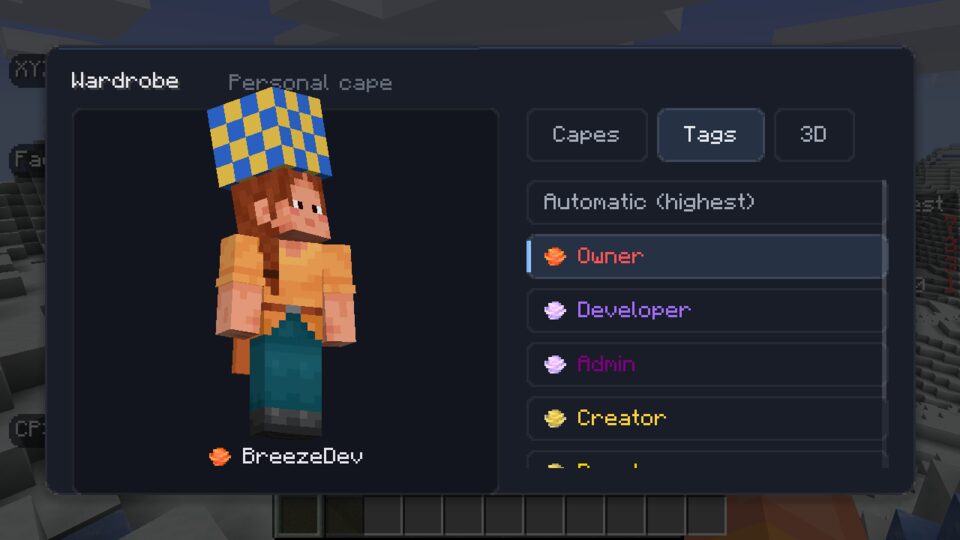 Wardrobe
Personal cape
Capes
Tags
3D
Automatic (highest)
Owner
Developer
Admin
Creator
BreezeDev